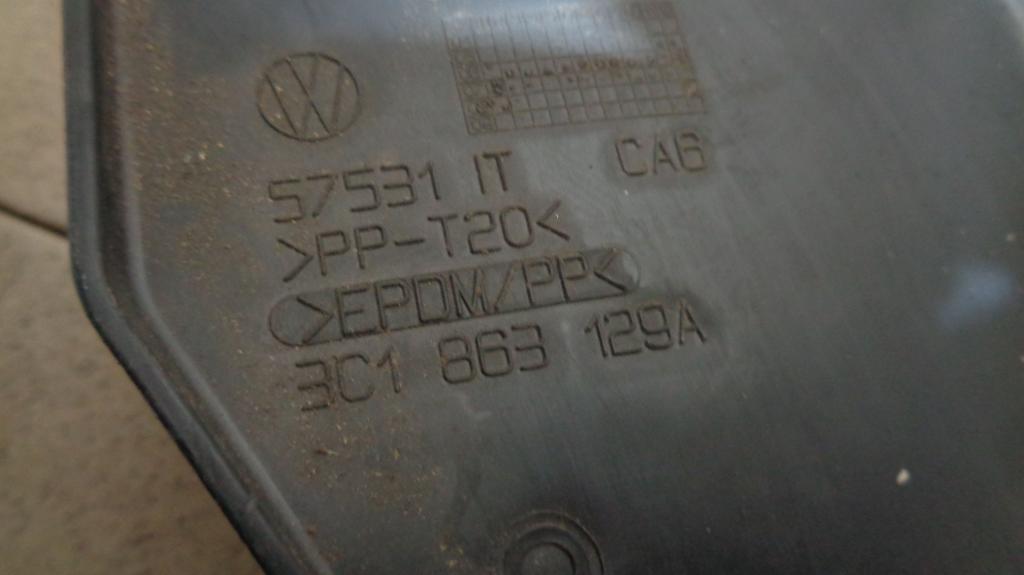 57531 IT CA6
>PP-T20<
>EPDM/PP<
3C1 863 129A